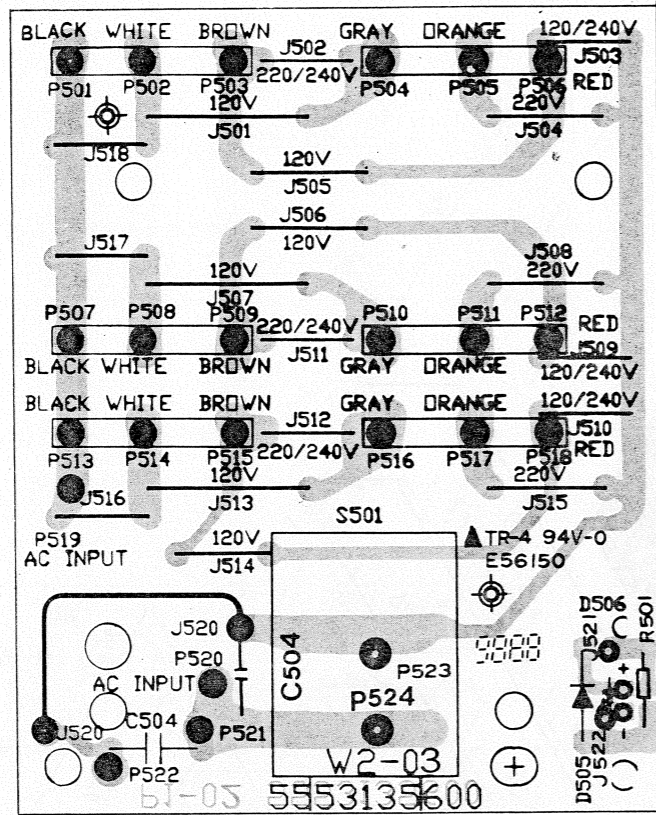 BLACK WHITE BROWN J502 GRAY ORANGE 120/240V
J503
P501 P502 P503 220/240V P504 P505 P506 RED
120V 220V
J501 J504
J518 120V
J505
J506
J517 120V J508
120V 220V
J507
P507 P508 P509 220/240V P510 P511 P512 RED
J511 J509
BLACK WHITE BROWN GRAY ORANGE 120/240V
BLACK WHITE BROWN J512 GRAY ORANGE 120/240V
J510
P513 P514 P515 220/240V P516 P517 P518 RED
120V 220V
J516 J513 J515
S501
P519 120V TR-4 94V-0
AC INPUT J514 E56150
D506
J520 J521 R501
P520 C504 P523 8888
AC INPUT P524
J520 C504 P521
P522 W2-03 D505 J522
P1-02 5553135600